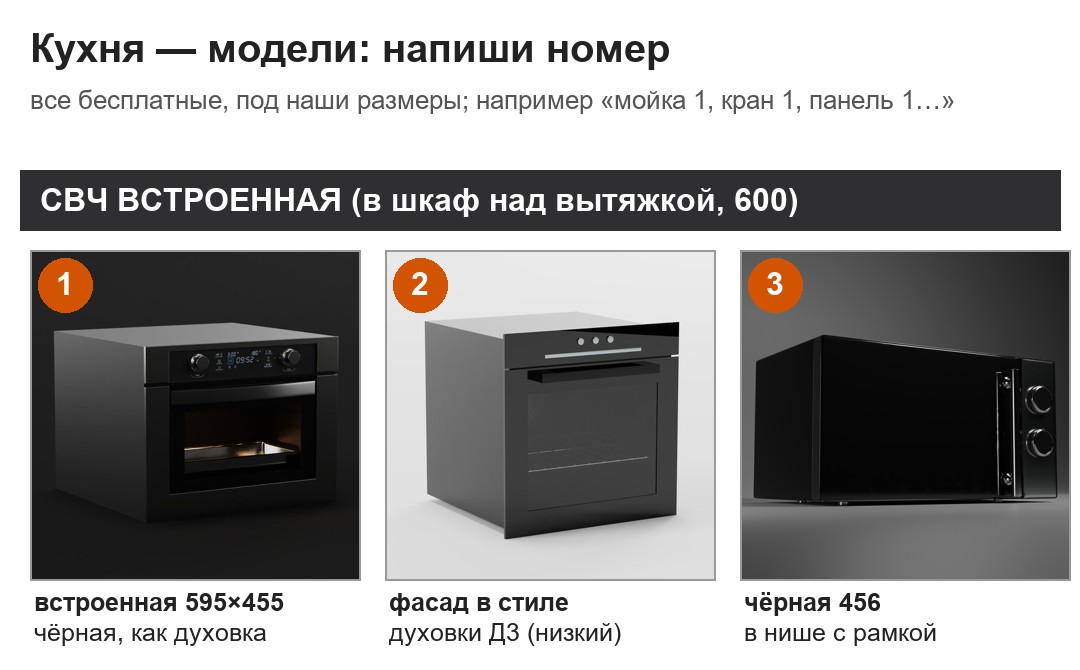 Кухня — модели: напиши номер
все бесплатные, под наши размеры; например «мойка 1, кран 1, панель 1…»
СВЧ ВСТРОЕННАЯ (в шкаф над вытяжкой, 600)
1 2 3
09:52
встроенная 595×455 фасад в стиле чёрная 456
чёрная, как духовка духовки Д3 (низкий) в нише с рамкой